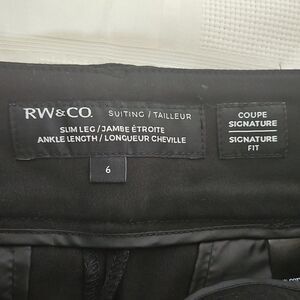 RW&CO. SUITING / TAILLEUR
SLIM LEG / JAMBE ÉTROITE
ANKLE LENGTH / LONGUEUR CHEVILLE
COUPE
SIGNATURE
SIGNATURE
FIT
6